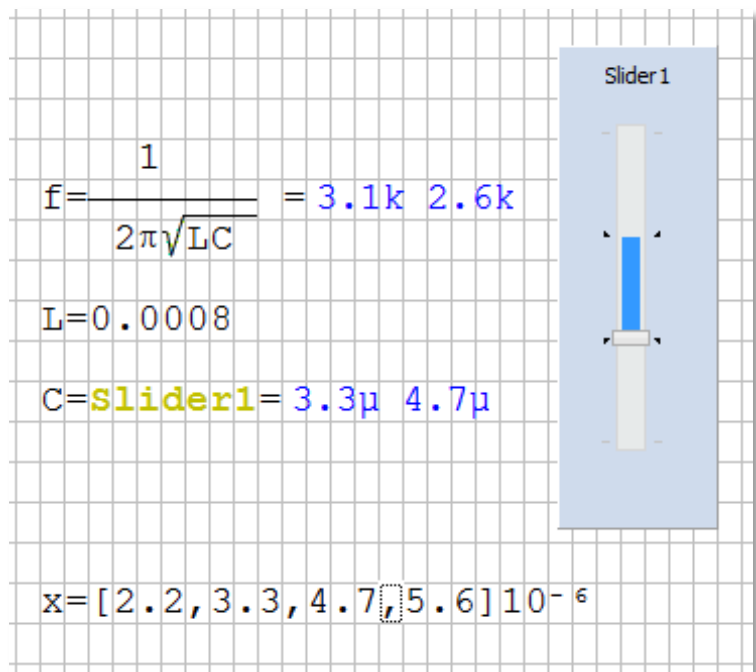 Slider1
f=1/(2π√LC) = 3.1k 2.6k
L=0.0008
C=Slider1= 3.3μ 4.7μ
x=[2.2,3.3,4.7,5.6]10⁻⁶